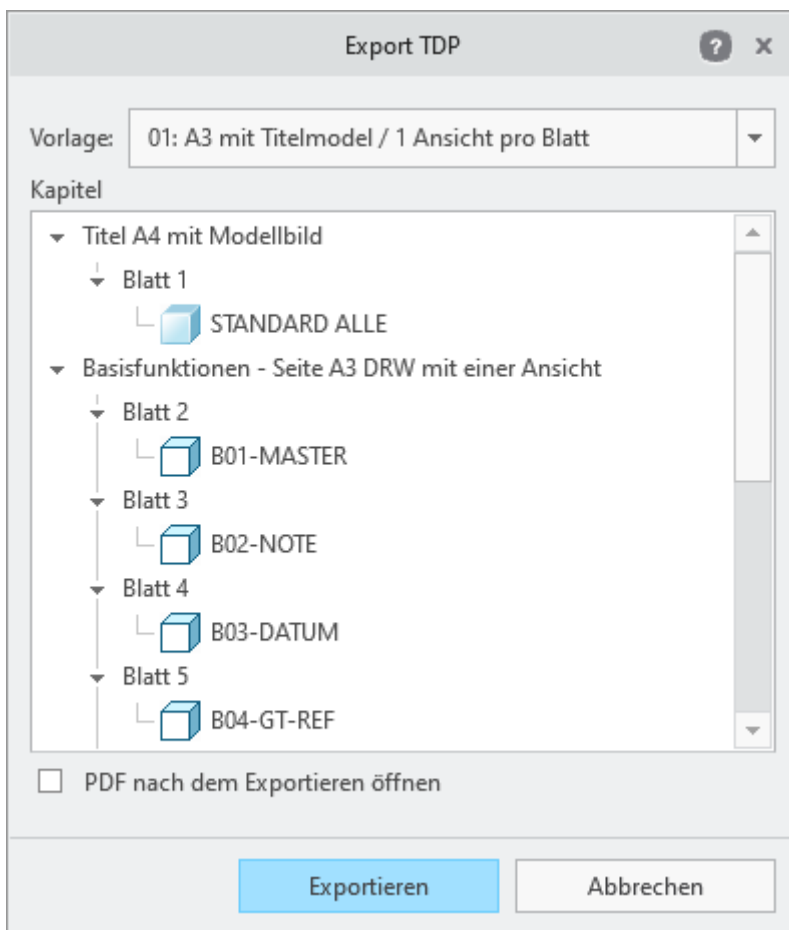 Export TDP
Vorlage: 01: A3 mit Titelmodel / 1 Ansicht pro Blatt
Kapitel
Titel A4 mit Modellbild
Blatt 1
STANDARD ALLE
Basisfunktionen - Seite A3 DRW mit einer Ansicht
Blatt 2
B01-MASTER
Blatt 3
B02-NOTE
Blatt 4
B03-DATUM
Blatt 5
B04-GT-REF
PDF nach dem Exportieren öffnen
Exportieren Abbrechen